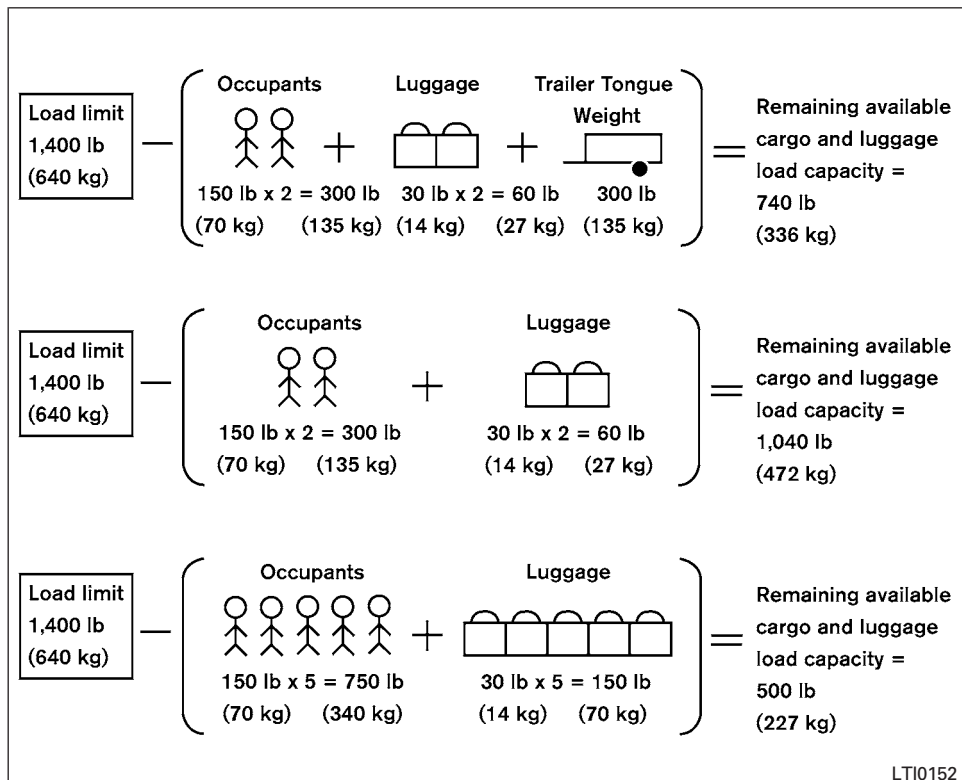 Occupants Luggage Trailer Tongue
Weight
Load limit
1,400 lb
(640 kg)
—
+
+
150 lb x 2 = 300 lb 30 lb x 2 = 60 lb 300 lb
(70 kg) (135 kg) (14 kg) (27 kg) (135 kg)
=
Remaining available
cargo and luggage
load capacity =
740 lb
(336 kg)
Occupants Luggage
Load limit
1,400 lb
(640 kg)
—
+
150 lb x 2 = 300 lb 30 lb x 2 = 60 lb
(70 kg) (135 kg) (14 kg) (27 kg)
=
Remaining available
cargo and luggage
load capacity =
1,040 lb
(472 kg)
Occupants Luggage
Load limit
1,400 lb
(640 kg)
—
+
150 lb x 5 = 750 lb 30 lb x 5 = 150 lb
(70 kg) (340 kg) (14 kg) (70 kg)
=
Remaining available
cargo and luggage
load capacity =
500 lb
(227 kg)
LTI0152